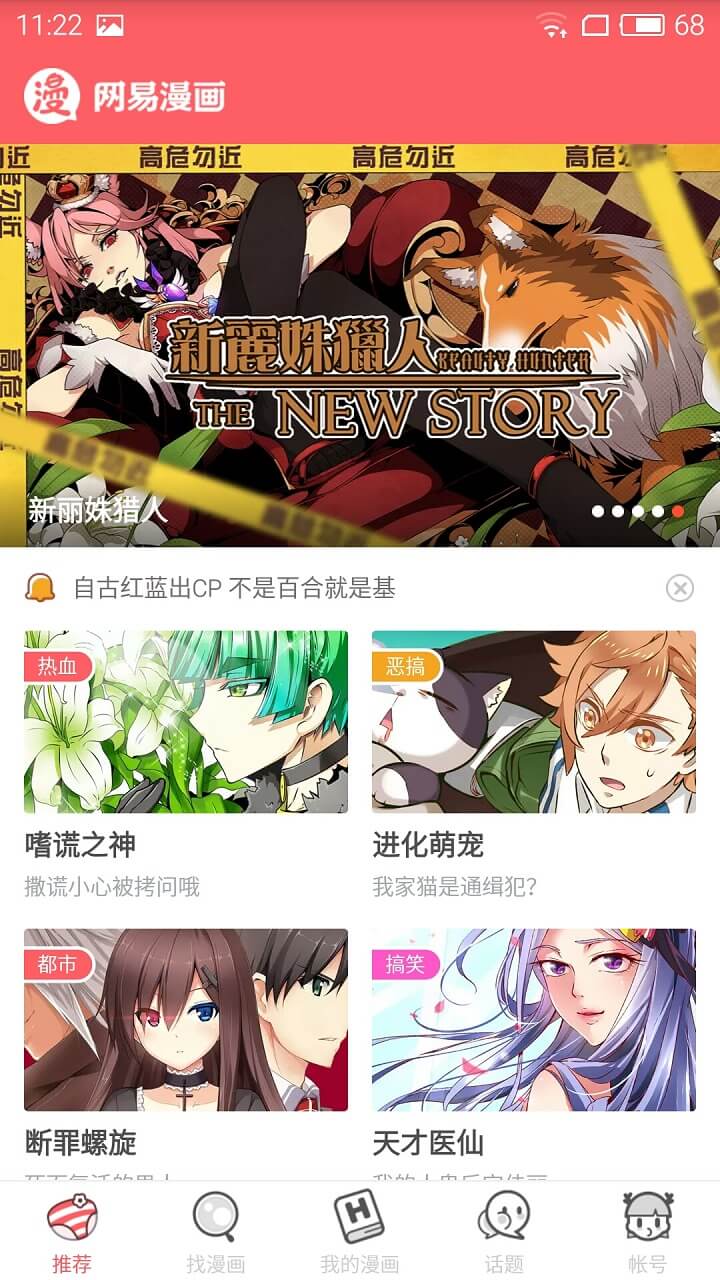 11:22
68
漫 网易漫画
高危勿近 高危勿近
新麗姝獵人 BEAUTY HUNTER
THE NEW STORY
新丽姝猎人
自古红蓝出CP 不是百合就是基
热血
恶搞
嗜谎之神
进化萌宠
撒谎小心被拷问哦
我家猫是通缉犯？
都市
搞笑
断罪螺旋
天才医仙
推荐
找漫画
H
我的漫画
话题
帐号